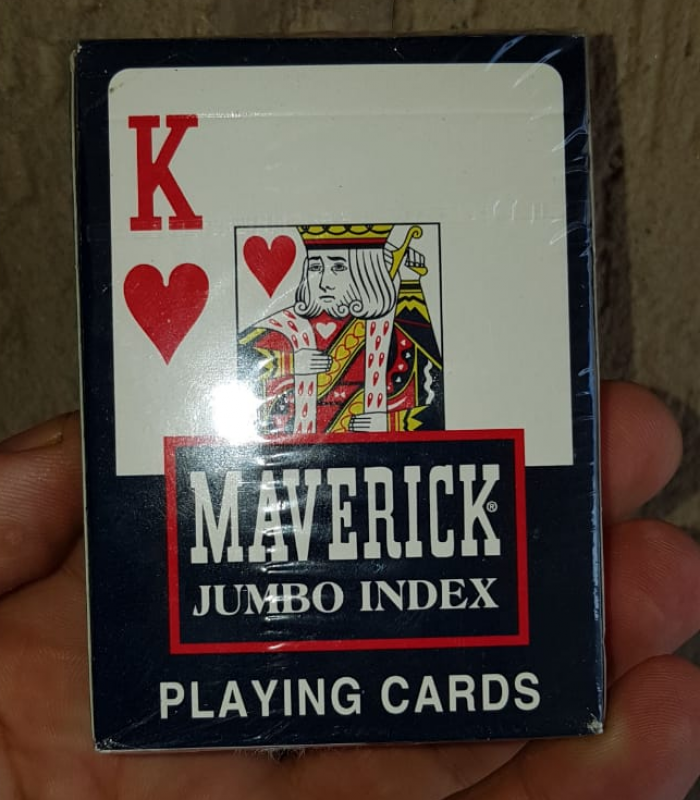 K
MAVERICK®
JUMBO INDEX
PLAYING CARDS